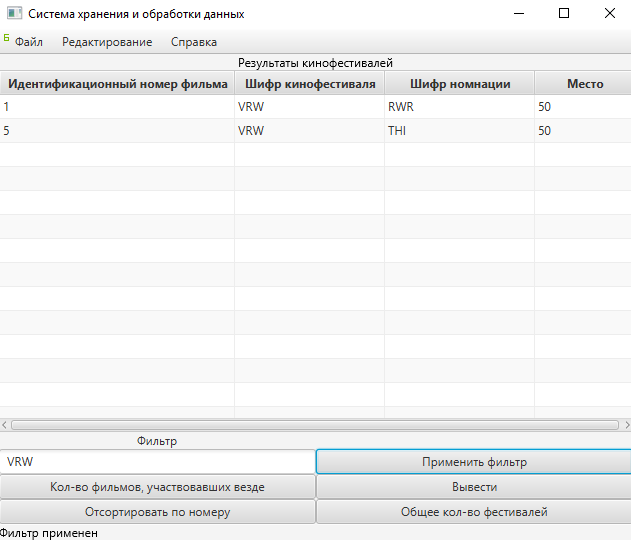 Система хранения и обработки данных
Б Файл Редактирование Справка
Результаты кинофестивалей
Идентификационный номер фильма Шифр кинофестиваля Шифр номнации Место
1 VRW RWR 50
5 VRW THI 50
Фильтр
VRW Применить фильтр
Кол-во фильмов, участвовавших везде Вывести
Отсортировать по номеру Общее кол-во фестивалей
Фильтр применен